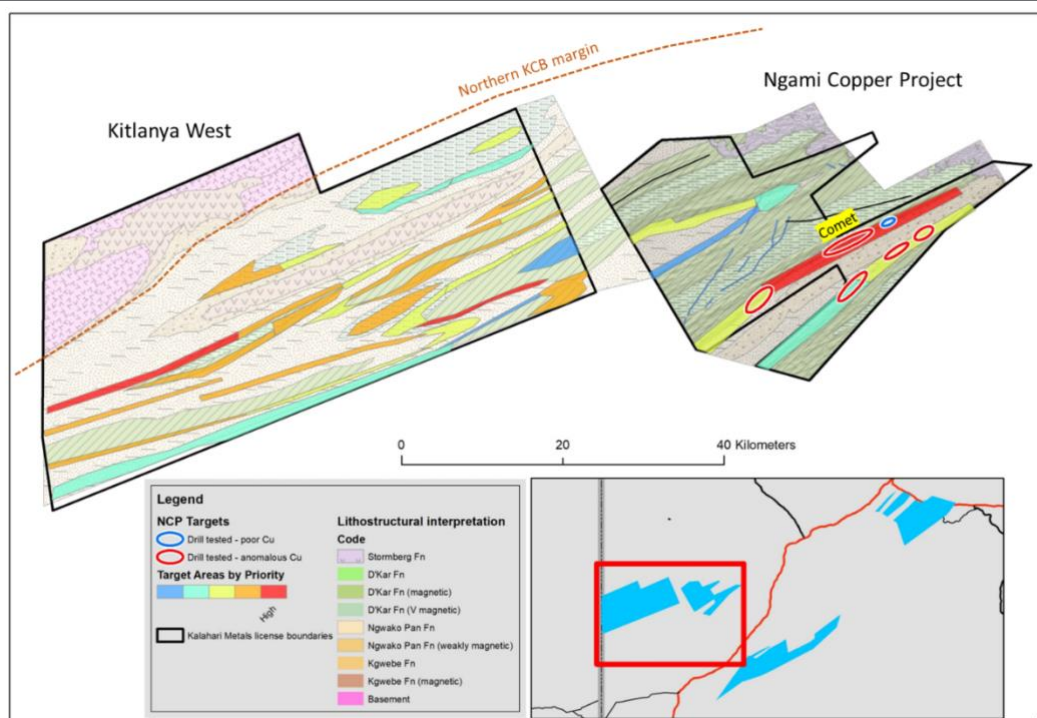 Northern KCB margin
Kitlanya West
Ngami Copper Project
Comet
0 20 40 Kilometers
Legend
NCP Targets
Drill tested - poor Cu
Drill tested - anomalous Cu
Target Areas by Priority
High
Kalahari Metals license boundaries
Lithostructural interpretation
Code
Stormberg Fn
D'Kar Fn
D'Kar Fn (magnetic)
D'Kar Fn (V magnetic)
Ngwako Pan Fn
Ngwako Pan Fn (weakly magnetic)
Kgwebe Fn
Kgwebe Fn (magnetic)
Basement